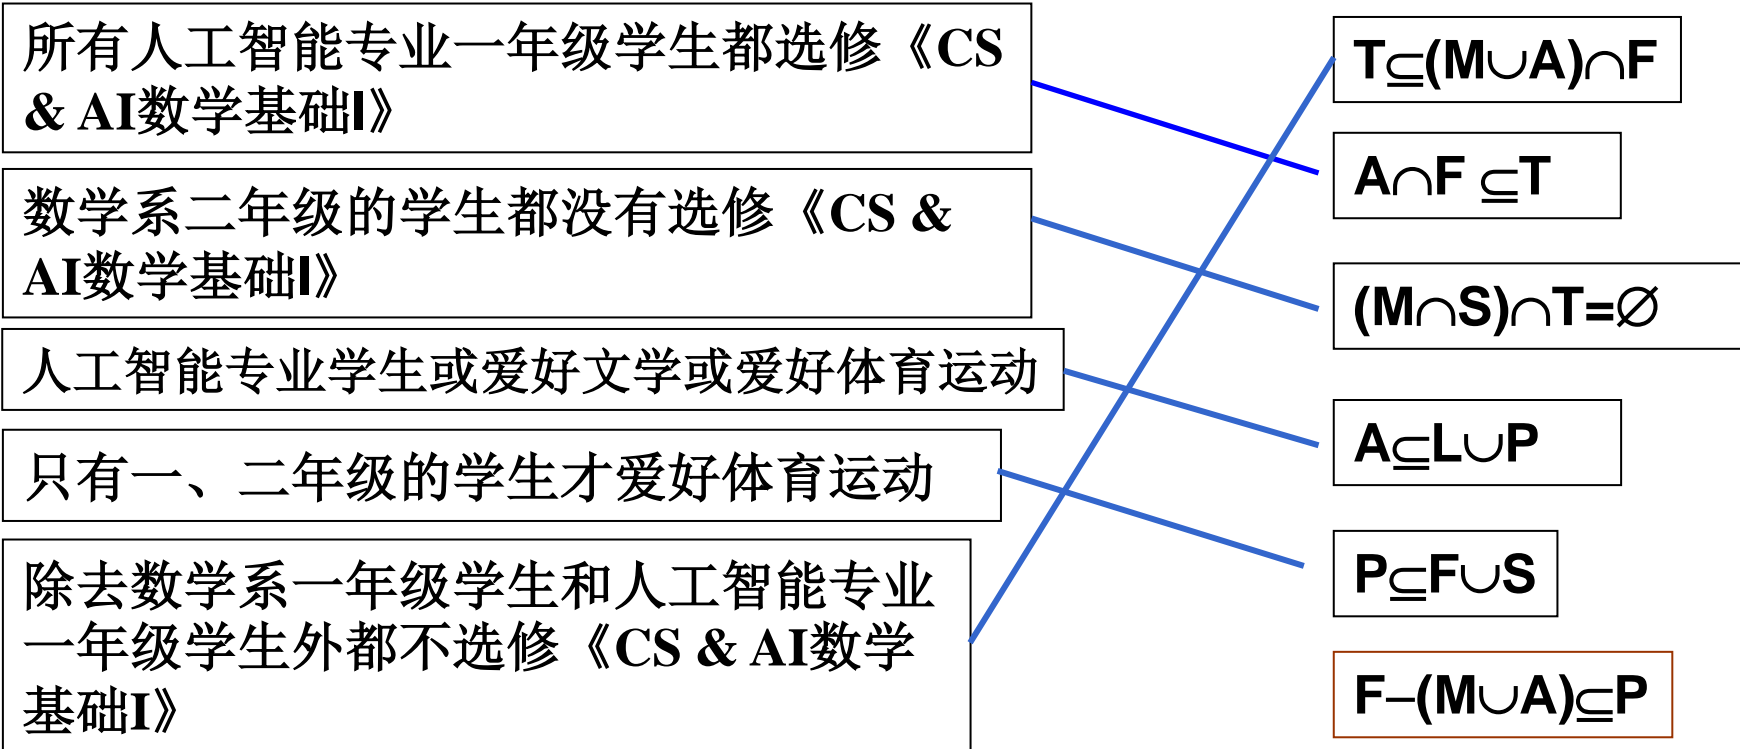 所有人工智能专业一年级学生都选修《CS
& AI数学基础I》
数学系二年级的学生都没有选修《CS &
AI数学基础I》
人工智能专业学生或爱好文学或爱好体育运动
只有一、二年级的学生才爱好体育运动
除去数学系一年级学生和人工智能专业
一年级学生外都不选修《CS & AI数学
基础I》
T⊆(M∪A)∩F
A∩F ⊆T
(M∩S)∩T=∅
A⊆L∪P
P⊆F∪S
F−(M∪A)⊆P